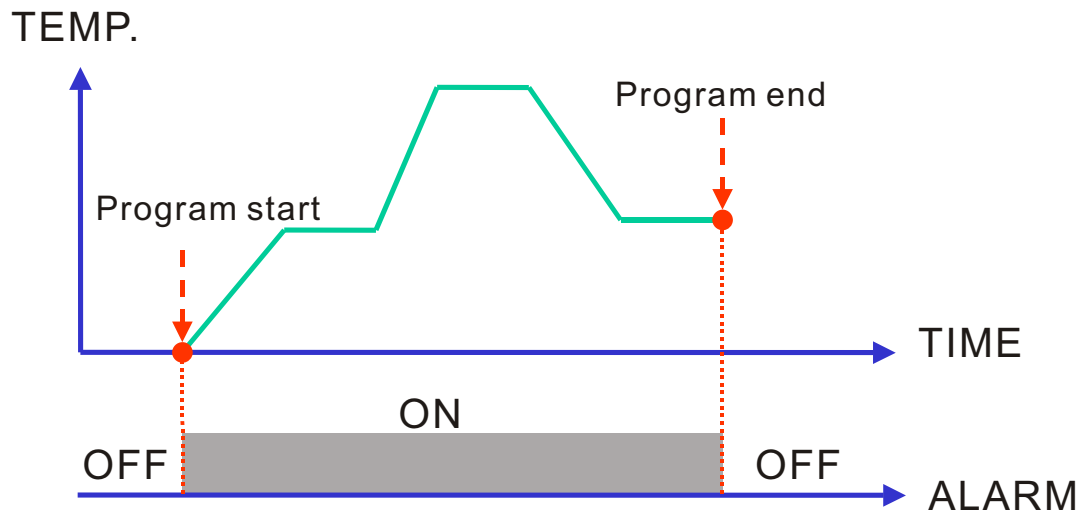 TEMP.
Program end
Program start
TIME
ON
OFF
OFF
ALARM